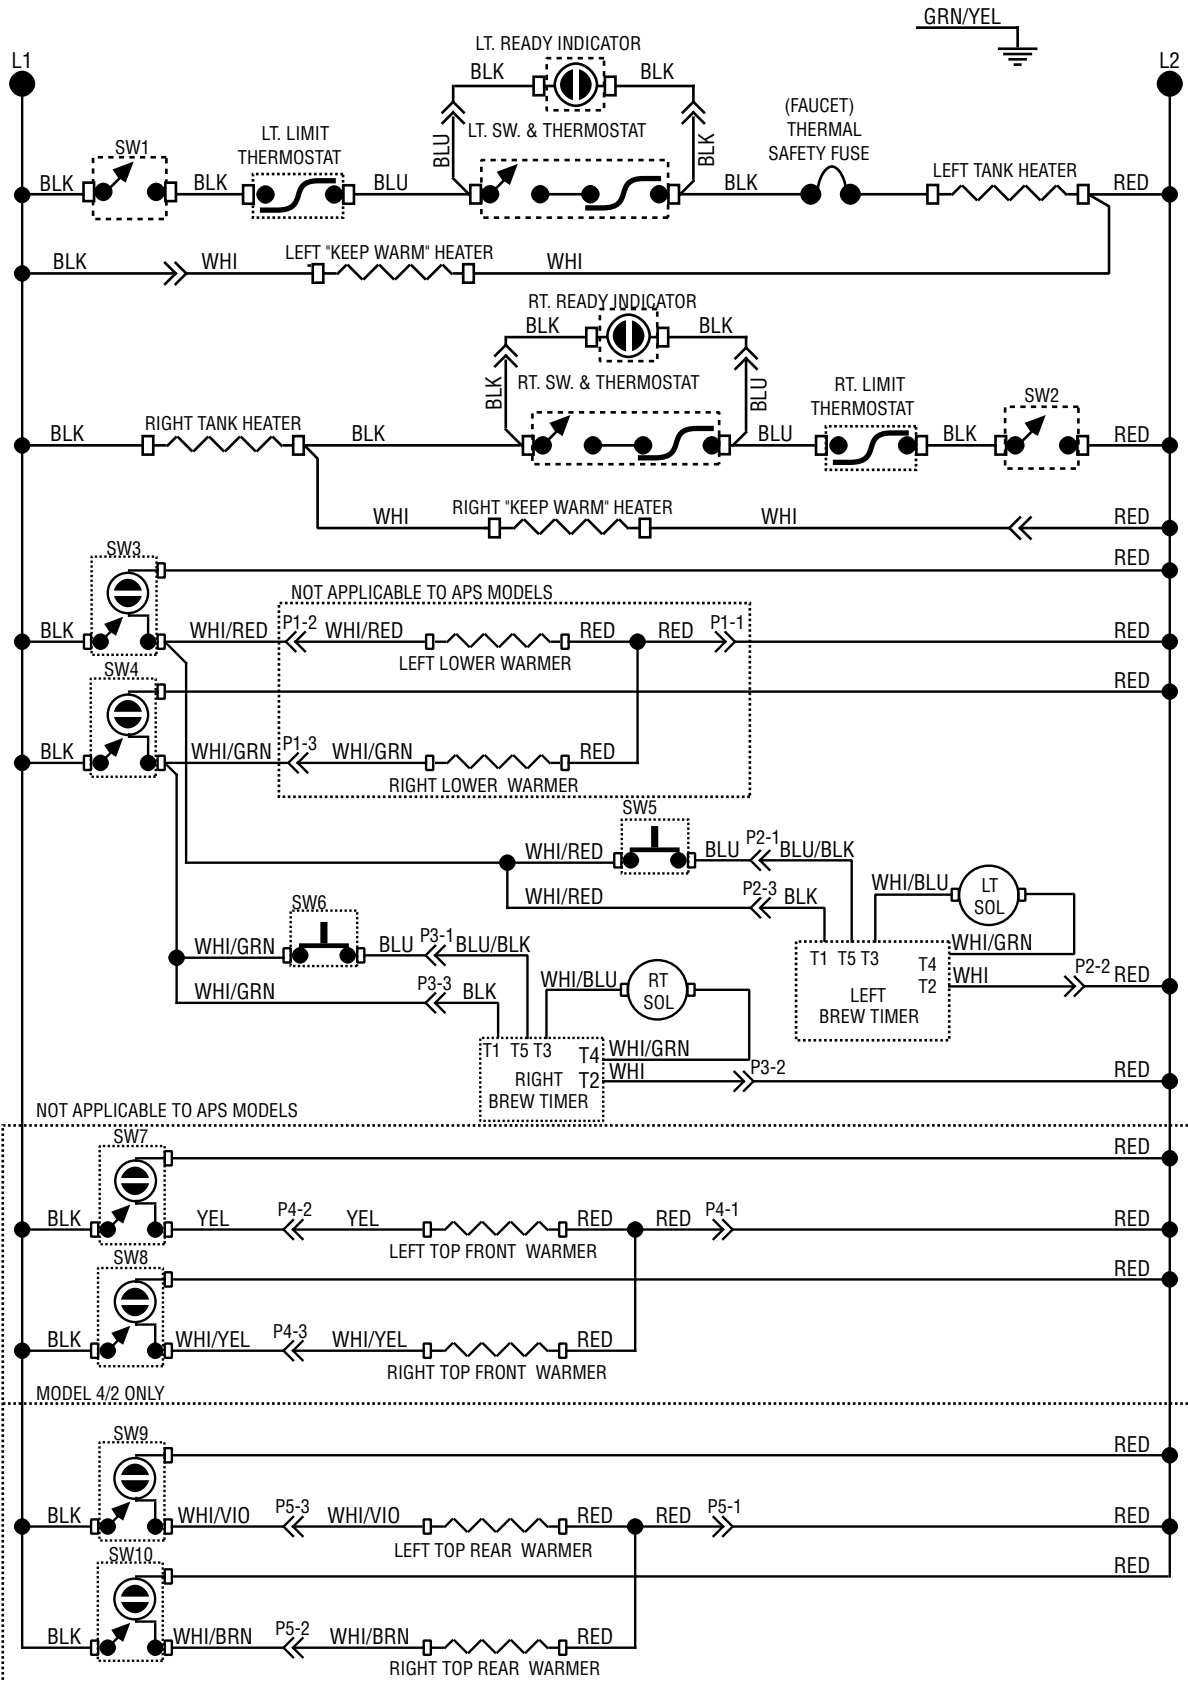 GRN/YEL
L1
L2
LT. READY INDICATOR
BLK
BLK
(FAUCET)
THERMAL
SAFETY FUSE
LT. LIMIT
THERMOSTAT
BLU
LT. SW. & THERMOSTAT
BLK
SW1
BLK
BLK
BLU
BLK
LEFT TANK HEATER
RED
BLK
WHI
LEFT "KEEP WARM" HEATER
WHI
RT. READY INDICATOR
BLK
BLK
BLK
RT. SW. & THERMOSTAT
BLU
RT. LIMIT
THERMOSTAT
SW2
BLK
RIGHT TANK HEATER
BLK
BLU
BLK
RED
WHI
RIGHT "KEEP WARM" HEATER
WHI
RED
SW3
RED
NOT APPLICABLE TO APS MODELS
BLK
WHI/RED
P1-2
WHI/RED
RED
RED
P1-1
RED
LEFT LOWER WARMER
SW4
RED
BLK
WHI/GRN
P1-3
WHI/GRN
RED
RIGHT LOWER WARMER
SW5
WHI/RED
BLU
P2-1
BLU/BLK
WHI/RED
P2-3
BLK
WHI/BLU
LT
SOL
SW6
WHI/GRN
BLU
P3-1
BLU/BLK
WHI/GRN
P3-3
BLK
WHI/BLU
RT
SOL
T1 T5 T3
T4
T2
LEFT
BREW TIMER
WHI/GRN
WHI
P2-2
RED
T1 T5 T3
T4
WHI/GRN
RIGHT
T2
WHI
P3-2
RED
BREW TIMER
NOT APPLICABLE TO APS MODELS
SW7
RED
BLK
YEL
P4-2
YEL
RED
RED
P4-1
RED
LEFT TOP FRONT WARMER
SW8
RED
BLK
WHI/YEL
P4-3
WHI/YEL
RED
RIGHT TOP FRONT WARMER
MODEL 4/2 ONLY
SW9
RED
BLK
WHI/VIO
P5-3
WHI/VIO
RED
RED
P5-1
RED
LEFT TOP REAR WARMER
SW10
RED
BLK
WHI/BRN
P5-2
WHI/BRN
RED
RIGHT TOP REAR WARMER